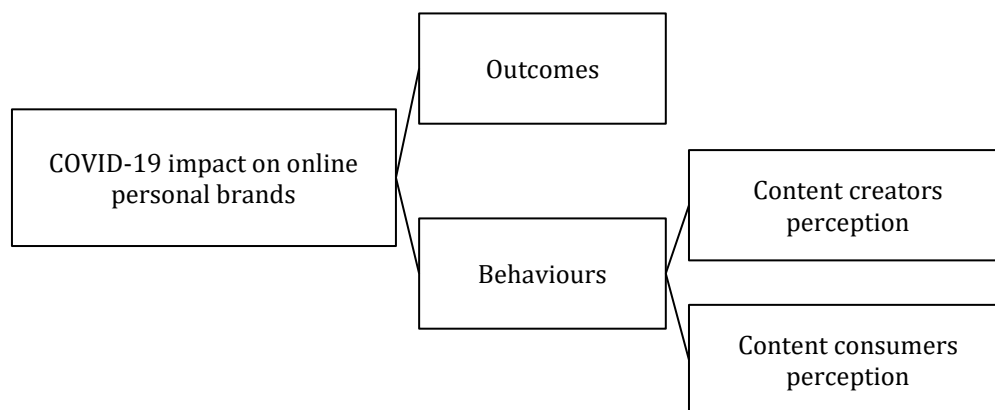 Outcomes
COVID-19 impact on online
personal brands
Behaviours
Content creators
perception
Content consumers
perception